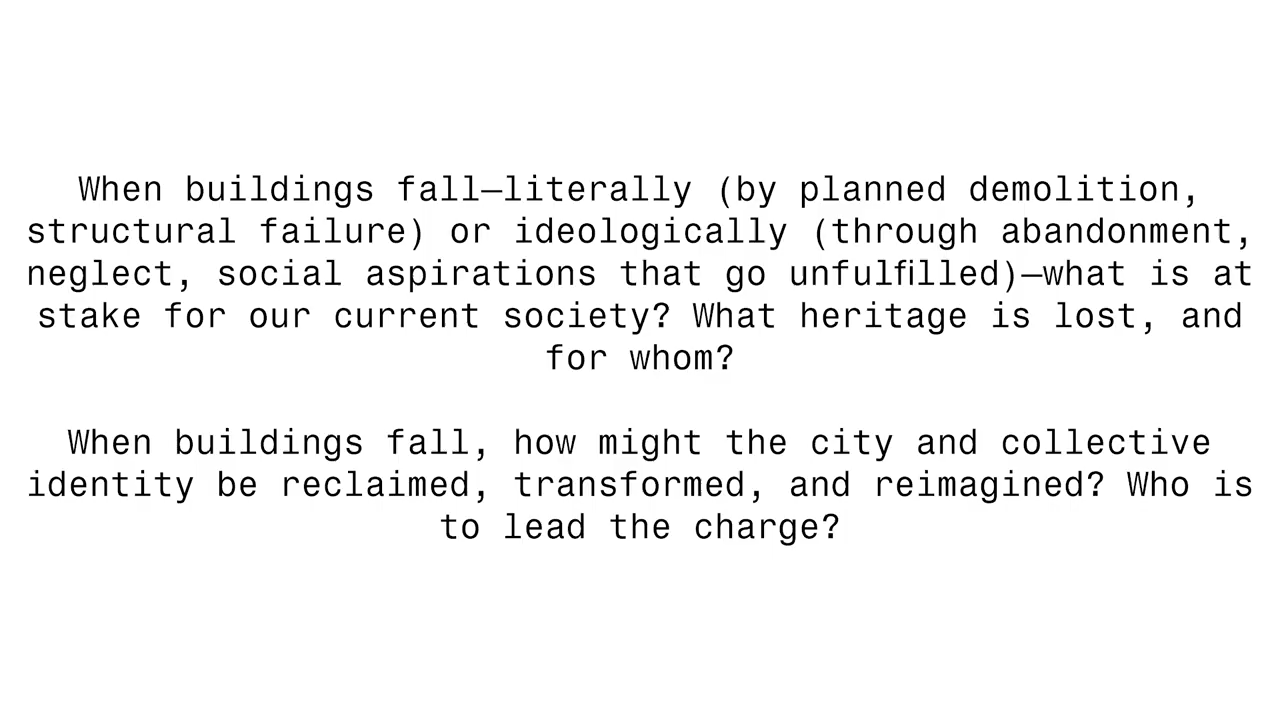 When buildings fall—literally (by planned demolition,
structural failure) or ideologically (through abandonment,
neglect, social aspirations that go unfulfilled)—what is at
stake for our current society? What heritage is lost, and
for whom?
When buildings fall, how might the city and collective
identity be reclaimed, transformed, and reimagined? Who is
to lead the charge?